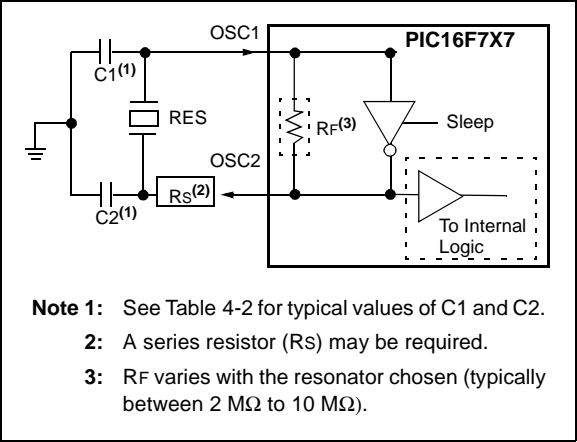 OSC1
PIC16F7X7
C1(1)
RES
RF(3)
Sleep
OSC2
C2(1)
RS(2)
To Internal
Logic
Note 1: See Table 4-2 for typical values of C1 and C2.
2: A series resistor (RS) may be required.
3: RF varies with the resonator chosen (typically
between 2 MΩ to 10 MΩ).